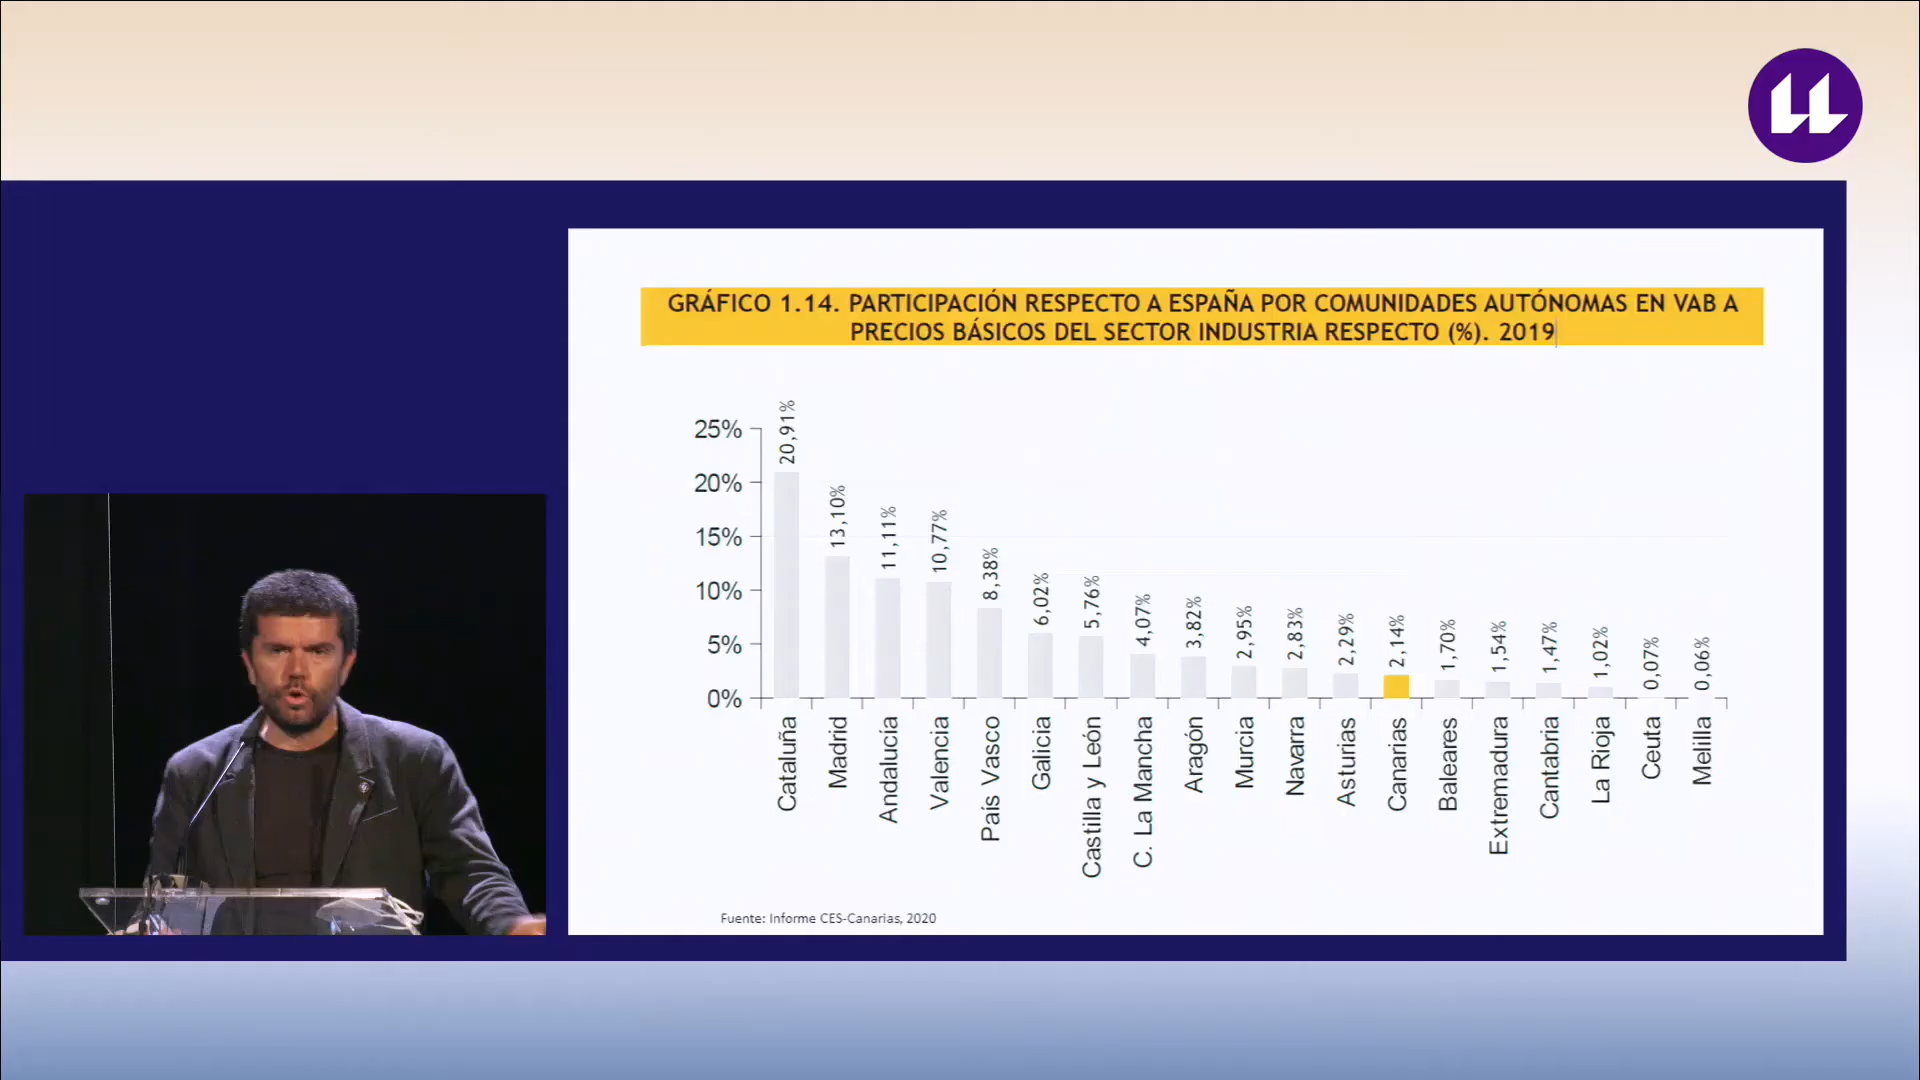 GRÁFICO 1.14. PARTICIPACIÓN RESPECTO A ESPAÑA POR COMUNIDADES AUTÓNOMAS EN VAB A
PRECIOS BÁSICOS DEL SECTOR INDUSTRIA RESPECTO (%). 2019
25%
20%
15%
10%
5%
0%
20,91%
13,10%
11,11%
10,77%
8,38%
6,02%
5,76%
4,07%
3,82%
2,95%
2,83%
2,29%
2,14%
1,70%
1,54%
1,47%
1,02%
0,07%
0,06%
Cataluña
Madrid
Andalucía
Valencia
País Vasco
Galicia
Castilla y León
C. La Mancha
Aragón
Murcia
Navarra
Asturias
Canarias
Baleares
Extremadura
Cantabria
La Rioja
Ceuta
Melilla
Fuente: Informe CES-Canarias, 2020